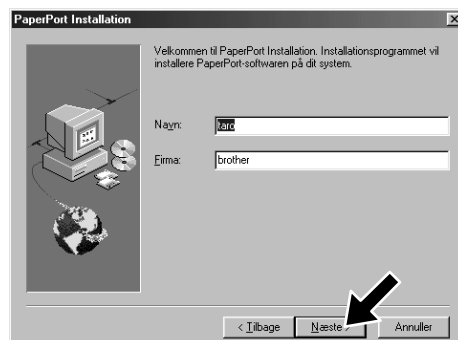 PaperPort Installation
Velkommen til PaperPort Installation. Installationsprogrammet vil
installere PaperPort-softwaren på dit system.
Navn:
taro
Firma:
brother
< Tilbage
Næste >
Annuller